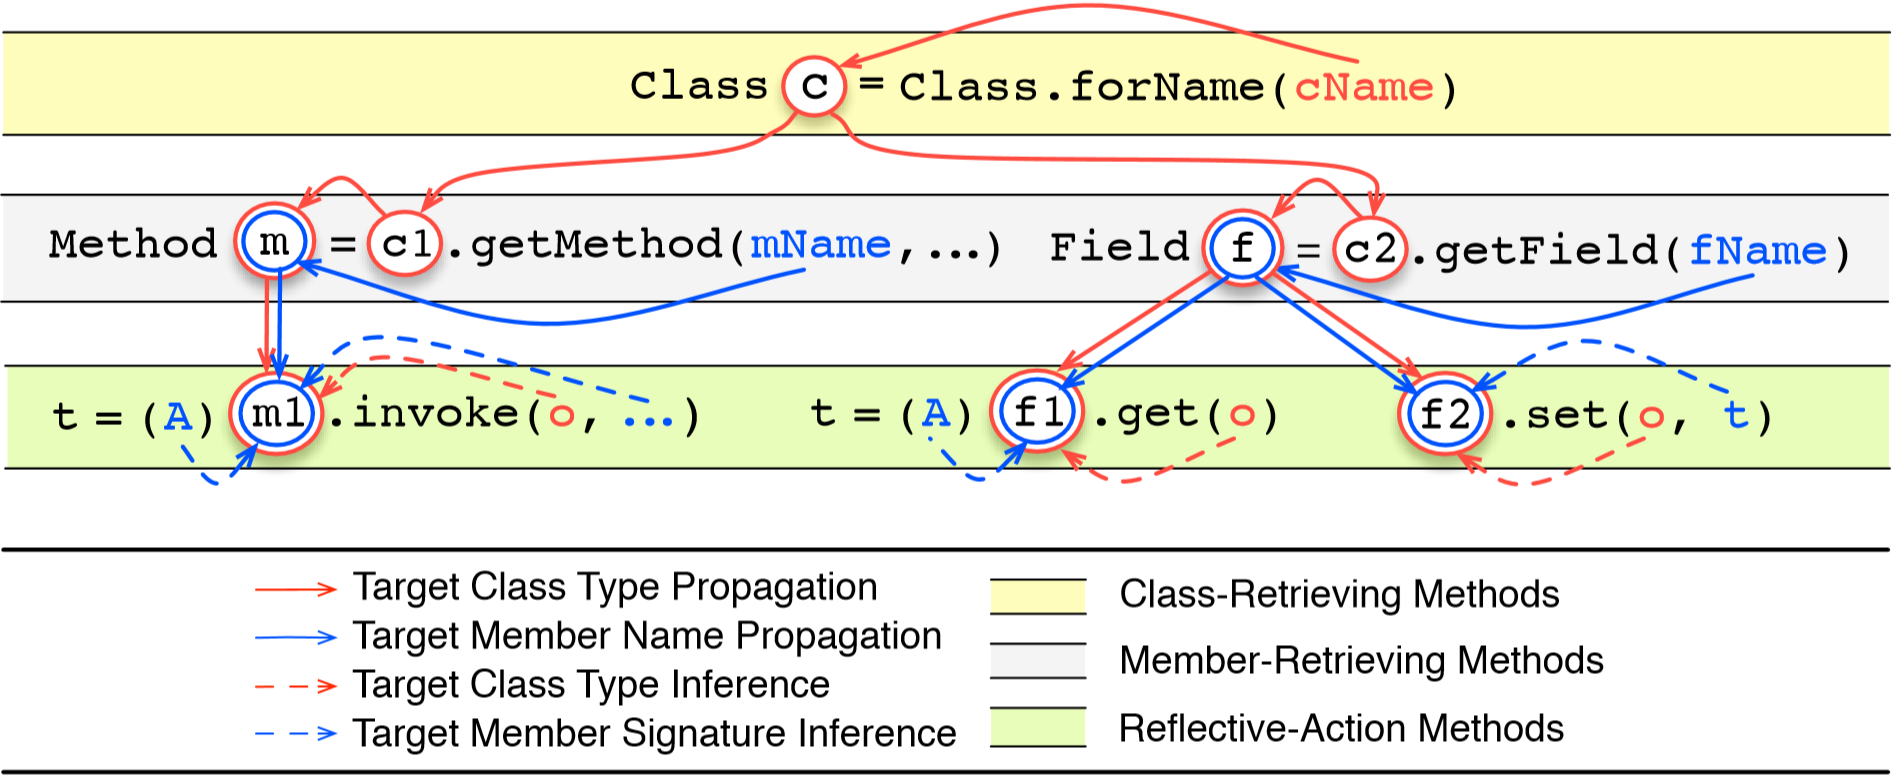 Class c = Class.forName(cName)
Method m = c1.getMethod(mName,...) Field f = c2.getField(fName)
t = (A) m1.invoke(o, ...) t = (A) f1.get(o) f2.set(o, t)
Target Class Type Propagation
Target Member Name Propagation
Target Class Type Inference
Target Member Signature Inference
Class-Retrieving Methods
Member-Retrieving Methods
Reflective-Action Methods